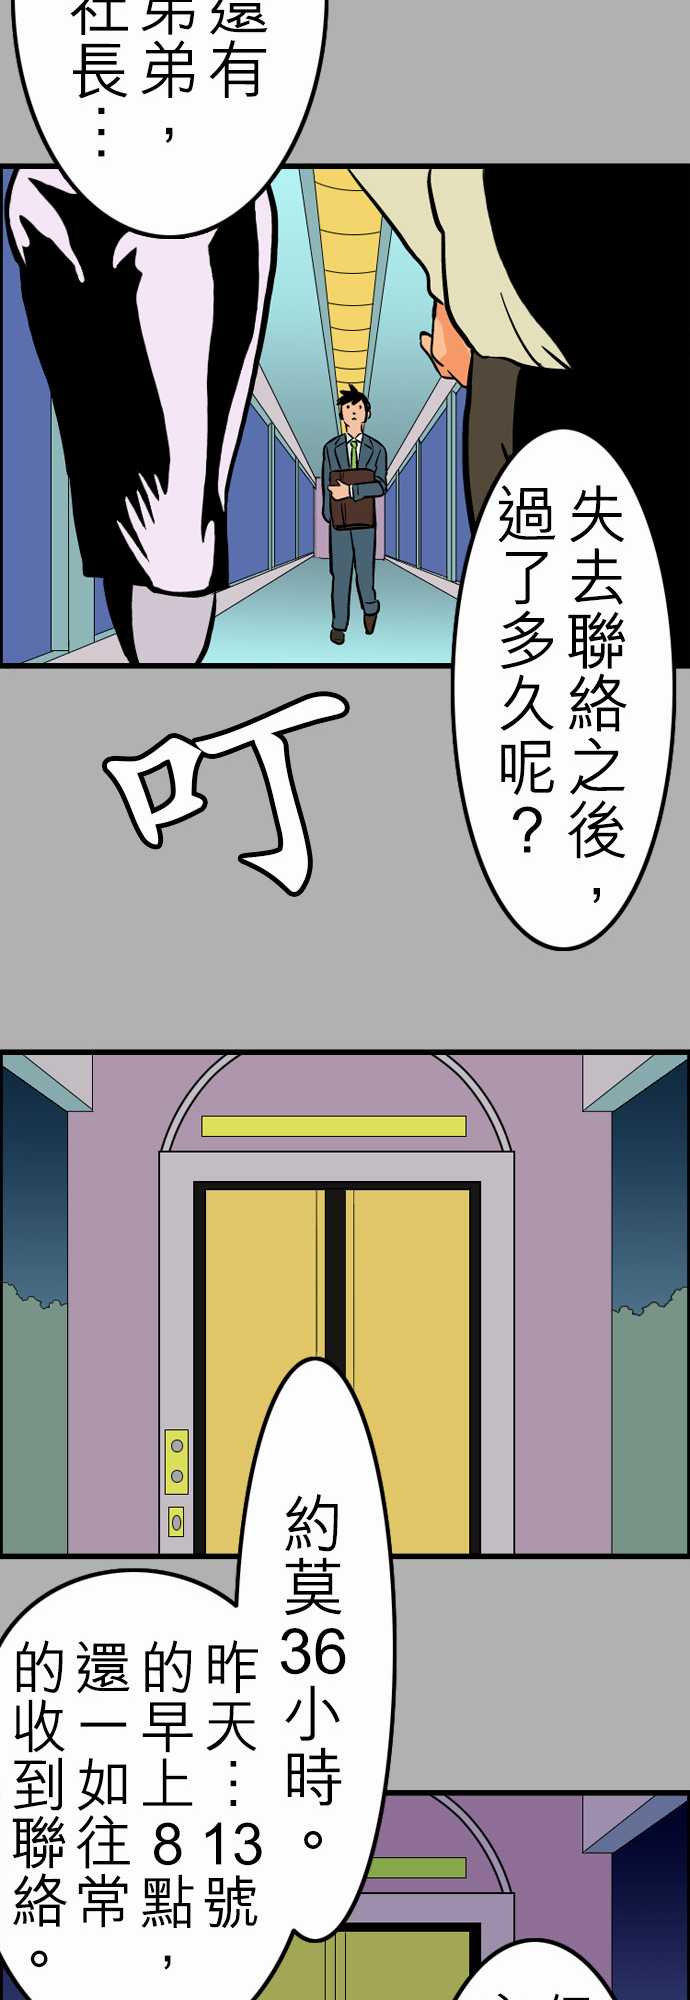 還有
弟弟，
社長…
失去聯絡之後，
過了多久呢？
叮
約莫36小時。
昨天…13號
的早上8點，
還一如往常
的收到聯絡。